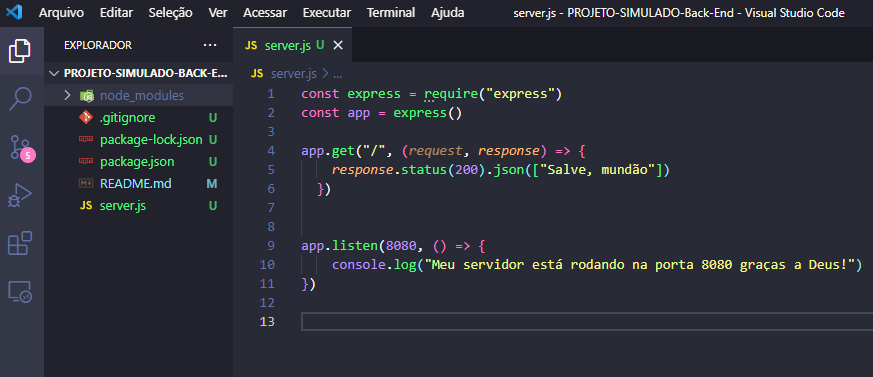 Arquivo Editar Seleção Ver Acessar Executar Terminal Ajuda server.js - PROJETO-SIMULADO-Back-End - Visual Studio Code
EXPLORADOR ···
PROJETO-SIMULADO-BACK-E...
node_modules
.gitignore U
package-lock.json U
package.json U
README.md M
server.js U
5
JS server.js U
JS server.js > ...
1 const express = require("express")
2 const app = express()
3
4 app.get("/", (request, response) => {
5 response.status(200).json(["Salve, mundão"])
6 })
7
8
9 app.listen(8080, () => {
10 console.log("Meu servidor está rodando na porta 8080 graças a Deus!")
11 })
12
13